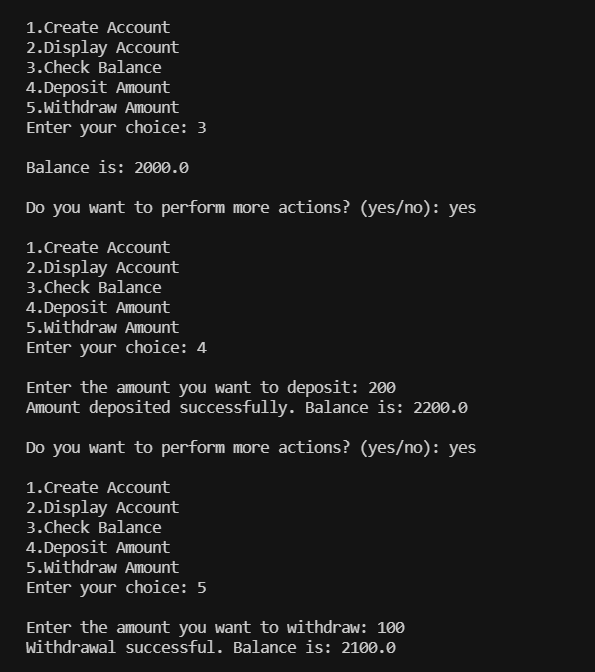 1.Create Account
2.Display Account
3.Check Balance
4.Deposit Amount
5.Withdraw Amount
Enter your choice: 3
Balance is: 2000.0
Do you want to perform more actions? (yes/no): yes
1.Create Account
2.Display Account
3.Check Balance
4.Deposit Amount
5.Withdraw Amount
Enter your choice: 4
Enter the amount you want to deposit: 200
Amount deposited successfully. Balance is: 2200.0
Do you want to perform more actions? (yes/no): yes
1.Create Account
2.Display Account
3.Check Balance
4.Deposit Amount
5.Withdraw Amount
Enter your choice: 5
Enter the amount you want to withdraw: 100
Withdrawal successful. Balance is: 2100.0